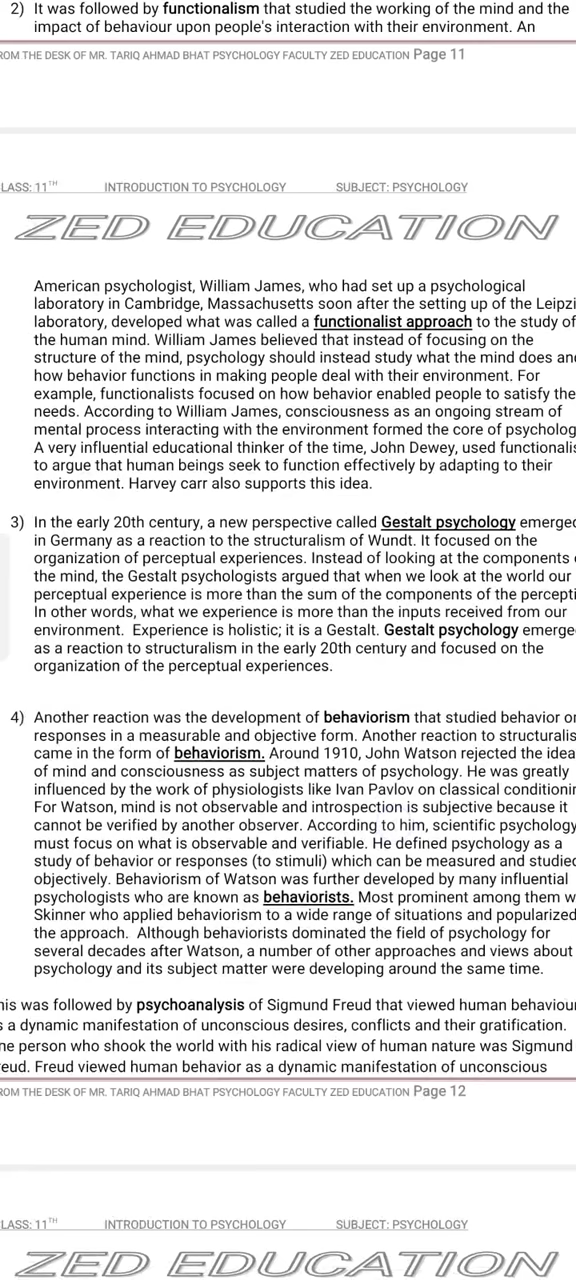 2) It was followed by functionalism that studied the working of the mind and the
impact of behaviour upon people's interaction with their environment. An
ROM THE DESK OF MR. TARIQ AHMAD BHAT PSYCHOLOGY FACULTY ZED EDUCATION Page 11
LASS: 11TH INTRODUCTION TO PSYCHOLOGY SUBJECT: PSYCHOLOGY
ZED EDUCATION
American psychologist, William James, who had set up a psychological
laboratory in Cambridge, Massachusetts soon after the setting up of the Leipzi
laboratory, developed what was called a functionalist approach to the study of
the human mind. William James believed that instead of focusing on the
structure of the mind, psychology should instead study what the mind does an
how behavior functions in making people deal with their environment. For
example, functionalists focused on how behavior enabled people to satisfy the
needs. According to William James, consciousness as an ongoing stream of
mental process interacting with the environment formed the core of psycholog
A very influential educational thinker of the time, John Dewey, used functionalis
to argue that human beings seek to function effectively by adapting to their
environment. Harvey carr also supports this idea.
3) In the early 20th century, a new perspective called Gestalt psychology emerged
in Germany as a reaction to the structuralism of Wundt. It focused on the
organization of perceptual experiences. Instead of looking at the components
the mind, the Gestalt psychologists argued that when we look at the world our
perceptual experience is more than the sum of the components of the percepti
In other words, what we experience is more than the inputs received from our
environment. Experience is holistic; it is a Gestalt. Gestalt psychology emerge
as a reaction to structuralism in the early 20th century and focused on the
organization of the perceptual experiences.
4) Another reaction was the development of behaviorism that studied behavior or
responses in a measurable and objective form. Another reaction to structuralis
came in the form of behaviorism. Around 1910, John Watson rejected the idea
of mind and consciousness as subject matters of psychology. He was greatly
influenced by the work of physiologists like Ivan Pavlov on classical conditionin
For Watson, mind is not observable and introspection is subjective because it
cannot be verified by another observer. According to him, scientific psychology
must focus on what is observable and verifiable. He defined psychology as a
study of behavior or responses (to stimuli) which can be measured and studied
objectively. Behaviorism of Watson was further developed by many influential
psychologists who are known as behaviorists. Most prominent among them w
Skinner who applied behaviorism to a wide range of situations and popularized
the approach. Although behaviorists dominated the field of psychology for
several decades after Watson, a number of other approaches and views about
psychology and its subject matter were developing around the same time.
his was followed by psychoanalysis of Sigmund Freud that viewed human behaviour
s a dynamic manifestation of unconscious desires, conflicts and their gratification.
ne person who shook the world with his radical view of human nature was Sigmund
reud. Freud viewed human behavior as a dynamic manifestation of unconscious
ROM THE DESK OF MR. TARIQ AHMAD BHAT PSYCHOLOGY FACULTY ZED EDUCATION Page 12
LASS: 11TH INTRODUCTION TO PSYCHOLOGY SUBJECT: PSYCHOLOGY
ZED EDUCATION